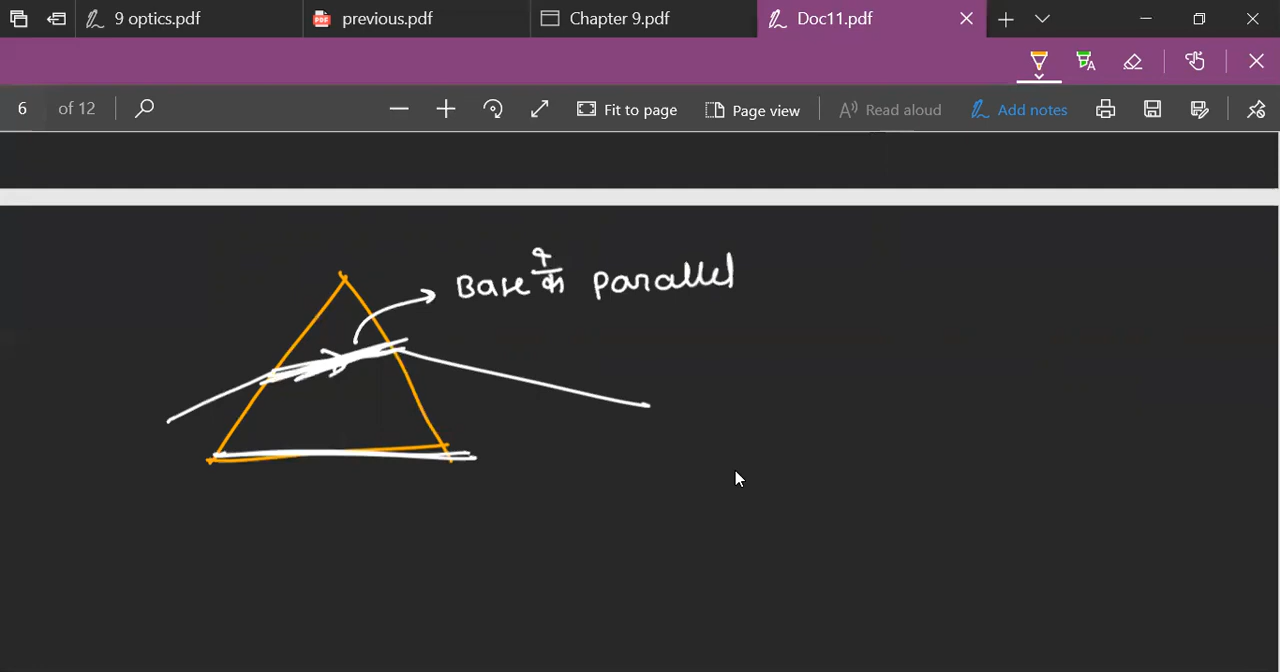 9 optics.pdf
previous.pdf
Chapter 9.pdf
Doc11.pdf
6 of 12
Fit to page
Page view
Read aloud
Add notes
PDF
Base parallel